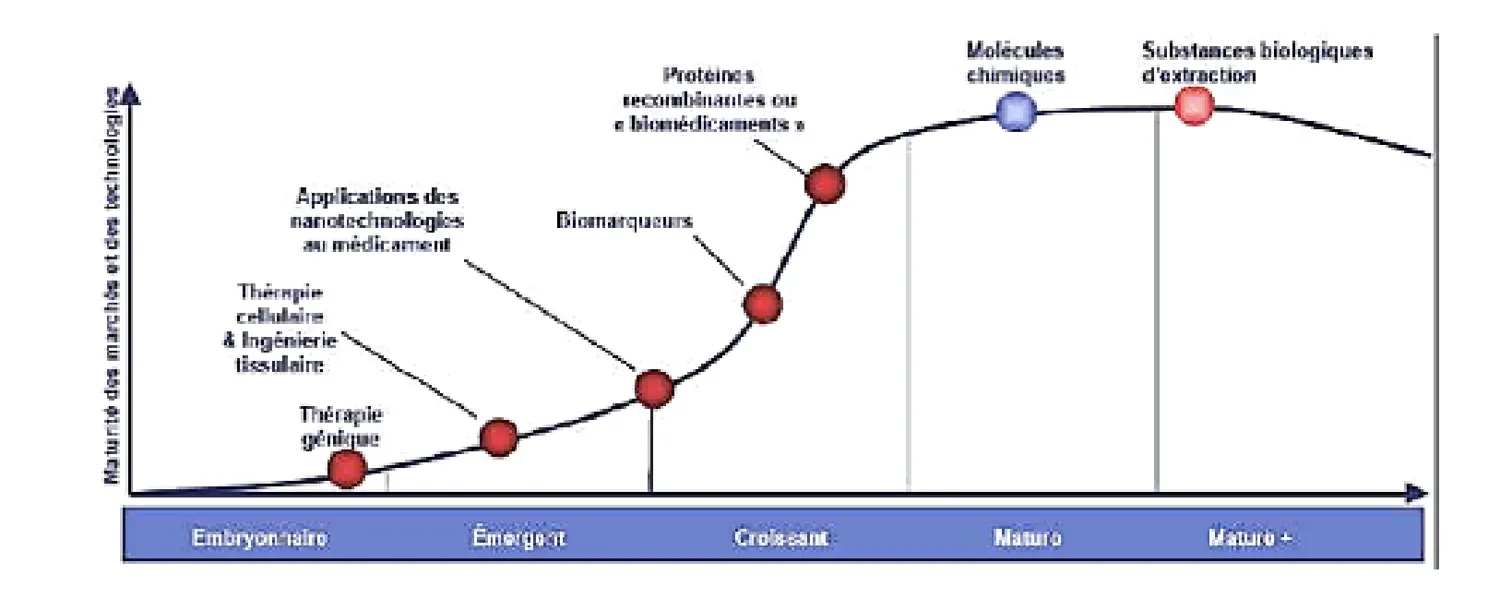 Maturité des marchés et des technologies
Molécules
chimiques
Substances biologiques
d'extraction
Protéines
recombinantes ou
« biomédicaments »
Applications des
nanotechnologies
au médicament
Biomarqueurs
Thérapie
cellulaire
& Ingénierie
tissulaire
Thérapie
génique
Embryonnaire
Émergent
Croissant
Mature
Mature +